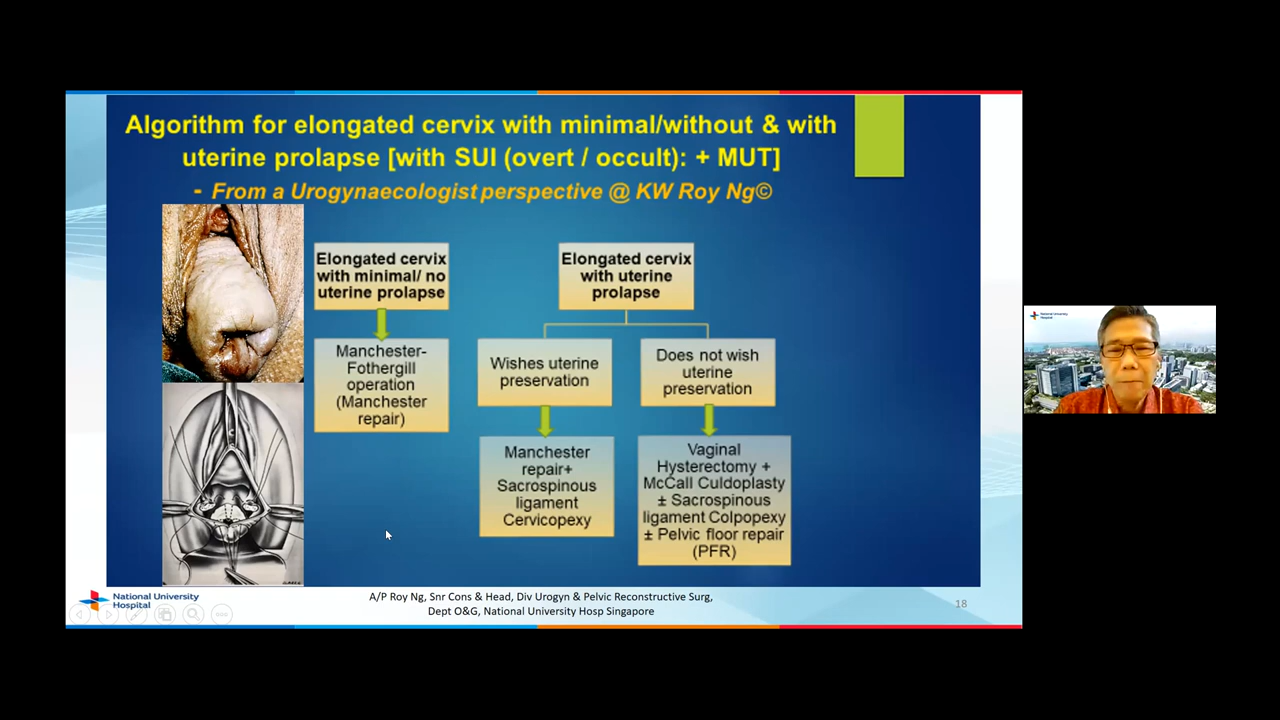 Algorithm for elongated cervix with minimal/without & with
uterine prolapse [with SUI (overt / occult): + MUT]
- From a Urogynaecologist perspective @ KW Roy Ng©
Elongated cervix
with minimal/ no
uterine prolapse
Manchester-
Fothergill
operation
(Manchester
repair)
Elongated cervix
with uterine
prolapse
Wishes uterine
preservation
Manchester
repair+
Sacrospinous
ligament
Cervicopexy
Does not wish
uterine
preservation
Vaginal
Hysterectomy +
McCall Culdoplasty
± Sacrospinous
ligament Colpopexy
± Pelvic floor repair
(PFR)
National University
Hospital
A/P Roy Ng, Snr Cons & Head, Div Urogyn & Pelvic Reconstructive Surg,
Dept O&G, National University Hosp Singapore
18
National University
Hospital